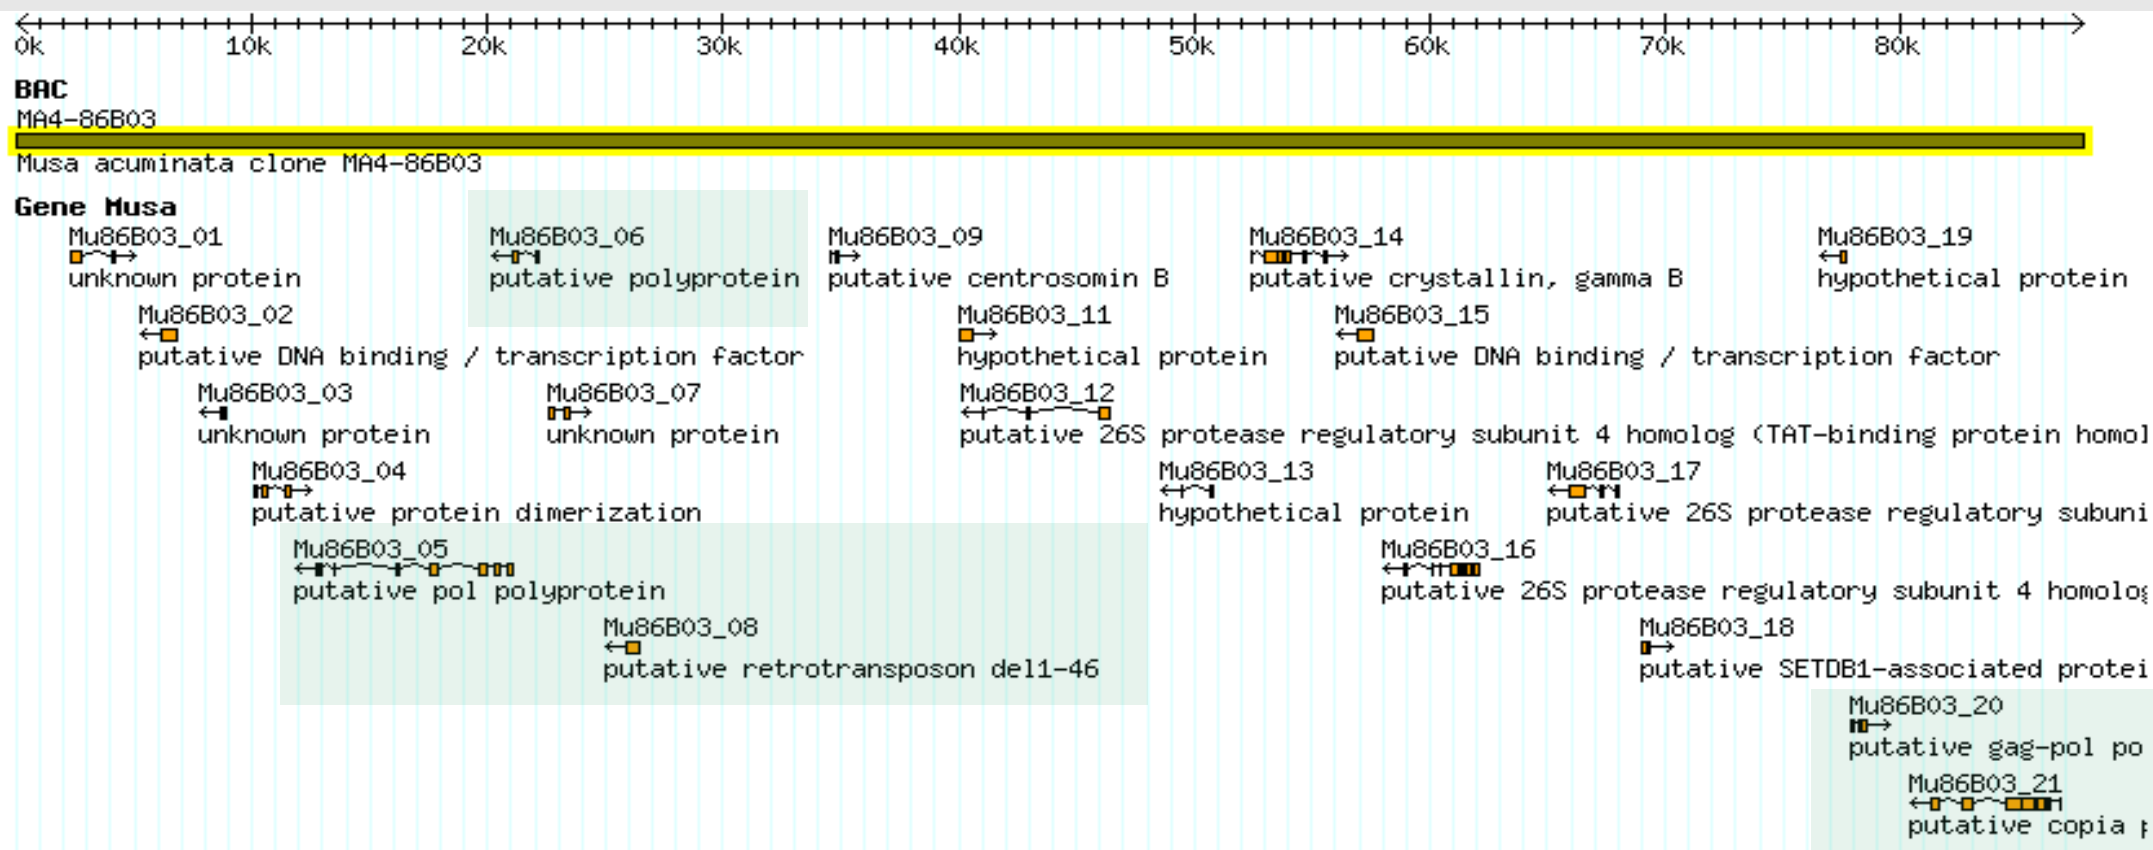 0k 10k 20k 30k 40k 50k 60k 70k 80k
BAC
MA4-86B03
Musa acuminata clone MA4-86B03
Gene Musa
Mu86B03_01 Mu86B03_06 Mu86B03_09 Mu86B03_14 Mu86B03_19
unknown protein putative polyprotein putative centrosomin B putative crystallin, gamma B hypothetical protein
Mu86B03_02 Mu86B03_11 Mu86B03_15
putative DNA binding / transcription factor hypothetical protein putative DNA binding / transcription factor
Mu86B03_03 Mu86B03_07 Mu86B03_12
unknown protein unknown protein putative 26S protease regulatory subunit 4 homolog (TAT-binding protein homol
Mu86B03_04 Mu86B03_13 Mu86B03_17
putative protein dimerization hypothetical protein putative 26S protease regulatory subuni
Mu86B03_05 Mu86B03_16
putative pol polyprotein putative 26S protease regulatory subunit 4 homolog
Mu86B03_08 Mu86B03_18
putative retrotransposon del1-46 putative SETDB1-associated protei
Mu86B03_20
putative gag-pol po
Mu86B03_21
putative copia p